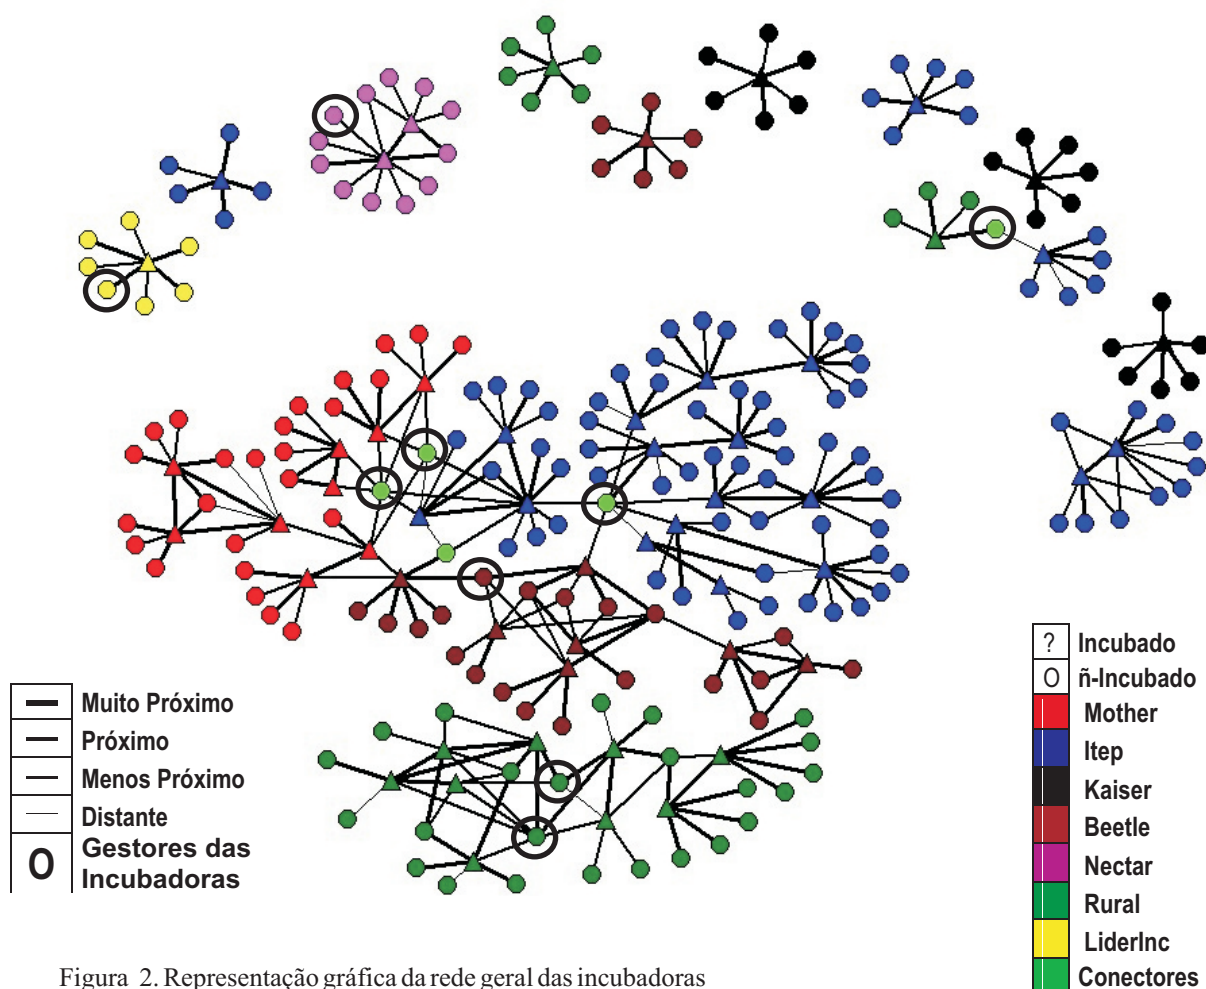 Muito Próximo
Próximo
Menos Próximo
Distante
O Gestores das
Incubadoras
? Incubado
O ñ-Incubado
Mother
Itep
Kaiser
Beetle
Nectar
Rural
LiderInc
Conectores
Figura 2. Representação gráfica da rede geral das incubadoras